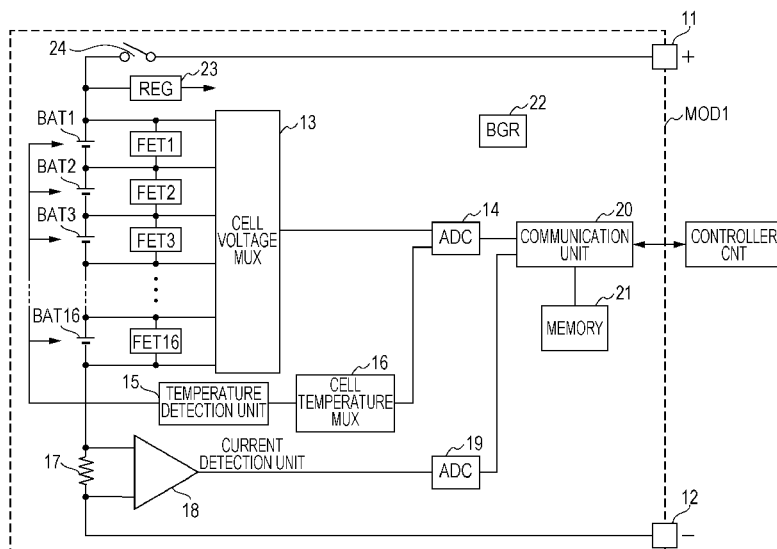 24
11
+
23
REG
BAT1
13
22
BGR
MOD1
FET1
BAT2
FET2
BAT3
FET3
CELL
VOLTAGE
MUX
14
ADC
20
COMMUNICATION
UNIT
CONTROLLER
CNT
21
MEMORY
BAT16
FET16
15
TEMPERATURE
DETECTION UNIT
16
CELL
TEMPERATURE
MUX
17
18
CURRENT
DETECTION UNIT
19
ADC
12
−